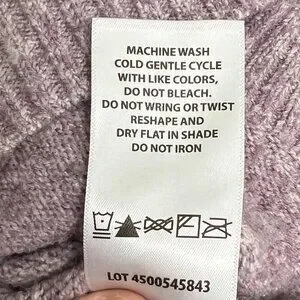 MACHINE WASH
COLD GENTLE CYCLE
WITH LIKE COLORS,
DO NOT BLEACH.
DO NOT WRING OR TWIST
RESHAPE AND
DRY FLAT IN SHADE
DO NOT IRON
LOT 4500545843